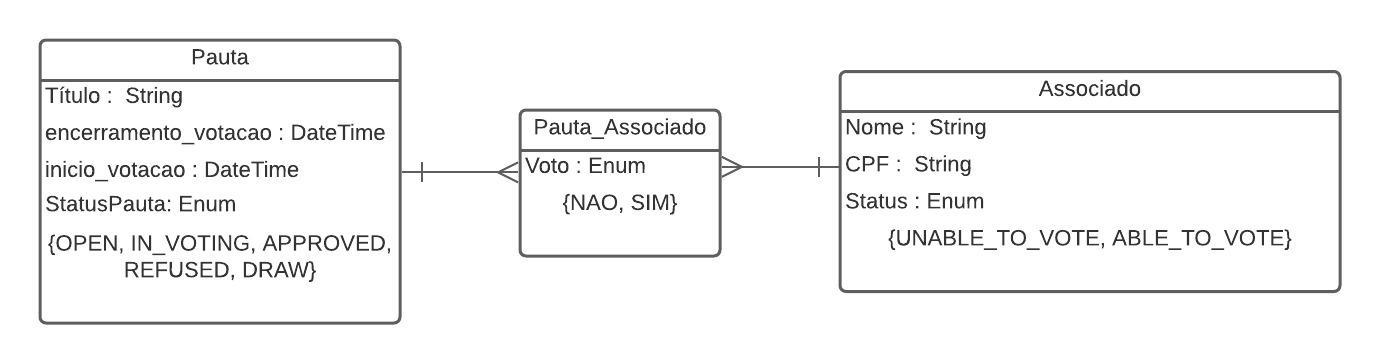 Pauta
Título :  String
encerramento_votacao : DateTime
inicio_votacao : DateTime
StatusPauta: Enum
{OPEN, IN_VOTING, APPROVED,
REFUSED, DRAW}
Pauta_Associado
Voto : Enum
{NAO, SIM}
Associado
Nome :  String
CPF :  String
Status : Enum
{UNABLE_TO_VOTE, ABLE_TO_VOTE}